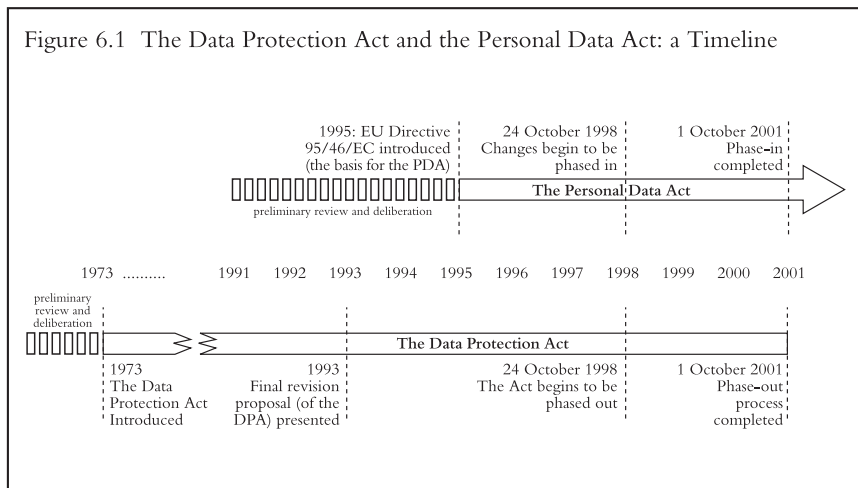 Figure 6.1 The Data Protection Act and the Personal Data Act: a Timeline
1995: EU Directive
95/46/EC introduced
(the basis for the PDA)
24 October 1998
Changes begin to be
phased in
1 October 2001
Phase-in
completed
The Personal Data Act
preliminary review and deliberation
1973 ..........
1991 1992 1993 1994 1995 1996 1997 1998 1999 2000 2001
preliminary
review and
deliberation
The Data Protection Act
1973
The Data
Protection Act
Introduced
1993
Final revision
proposal (of the
DPA) presented
24 October 1998
The Act begins to be
phased out
1 October 2001
Phase-out
process
completed